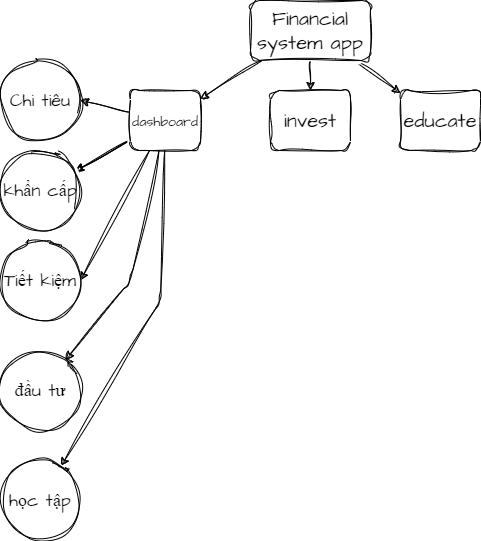 Financial
system app
Chi tiêu
dashboard
invest
educate
khẩn cấp
Tiết kiệm
đầu tư
học tập